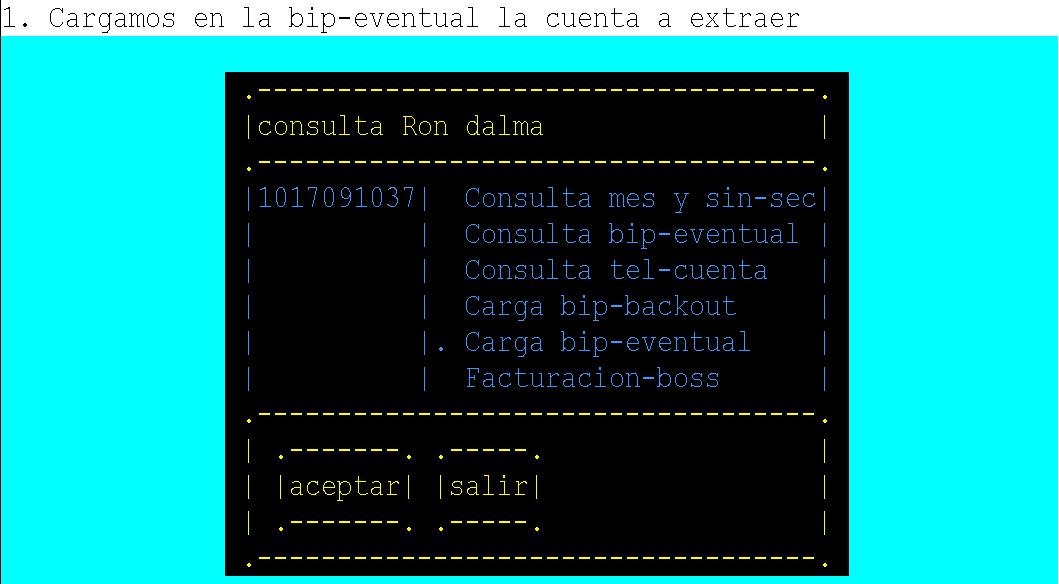 1. Cargamos en la bip-eventual la cuenta a extraer
.-----------------------------------.
|consulta Ron dalma                 |
.-----------------------------------.
|1017091037|  Consulta mes y sin-sec|
|          |  Consulta bip-eventual |
|          |  Consulta tel-cuenta   |
|          |  Carga bip-backout     |
|          |. Carga bip-eventual    |
|          |  Facturacion-boss      |
.-----------------------------------.
| .-------. .-----.                 |
| |aceptar| |salir|                 |
| .-------. .-----.                 |
.-----------------------------------.